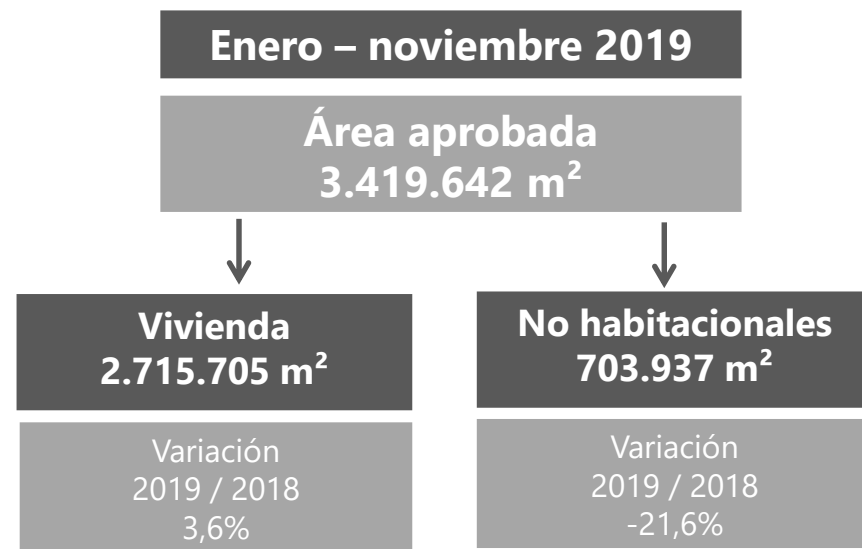 Enero – noviembre 2019
Área aprobada
3.419.642 m²
Vivienda
2.715.705 m²
Variación
2019 / 2018
3,6%
No habitacionales
703.937 m²
Variación
2019 / 2018
-21,6%